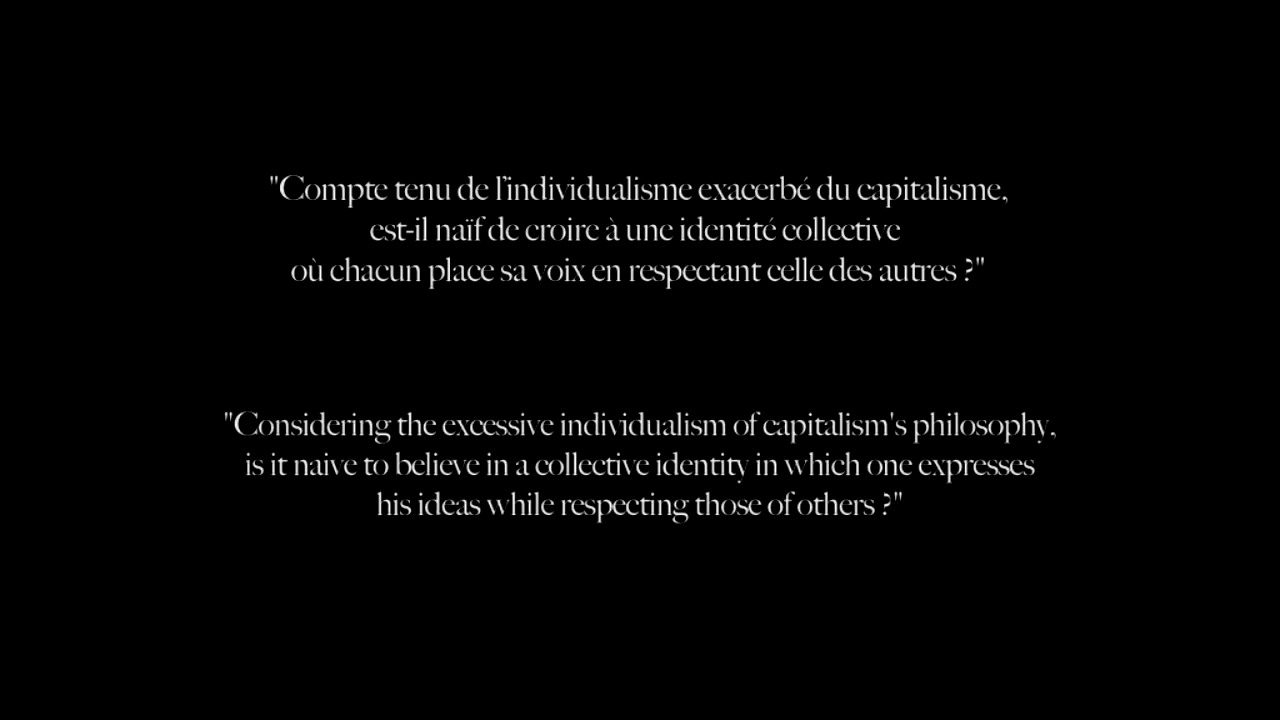 "Compte tenu de l'individualisme exacerbé du capitalisme,
est-il naïf de croire à une identité collective
où chacun place sa voix en respectant celle des autres ?"
"Considering the excessive individualism of capitalism's philosophy,
is it naive to believe in a collective identity in which one expresses
his ideas while respecting those of others ?"